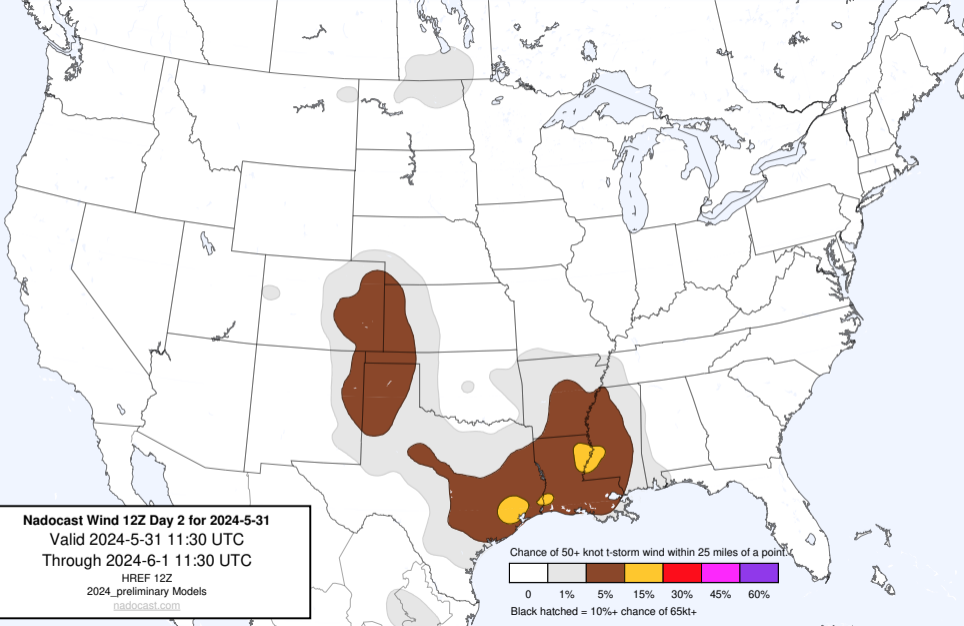 Nadocast Wind 12Z Day 2 for 2024-5-31
Valid 2024-5-31 11:30 UTC
Through 2024-6-1 11:30 UTC
HREF 12Z
2024_preliminary Models
nadocast.com
Chance of 50+ knot t-storm wind within 25 miles of a point.
0 1% 5% 15% 30% 45% 60%
Black hatched = 10%+ chance of 65kt+